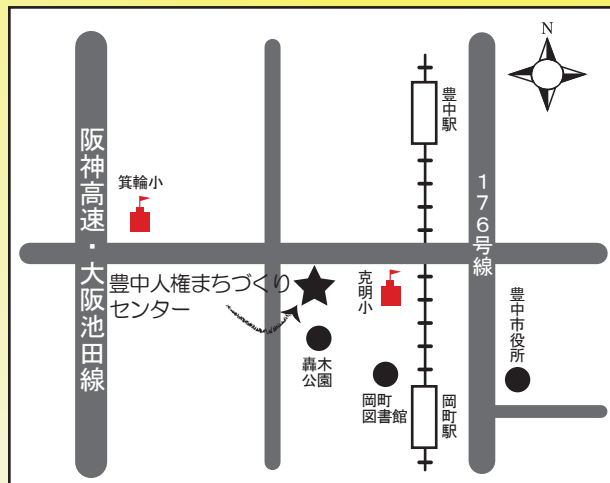 N
豊中駅
阪神高速・大阪池田線
箕輪小
176号線
豊中人権まちづくり
センター
克明小
豊中市役所
轟木
公園
岡町
図書館
岡町駅